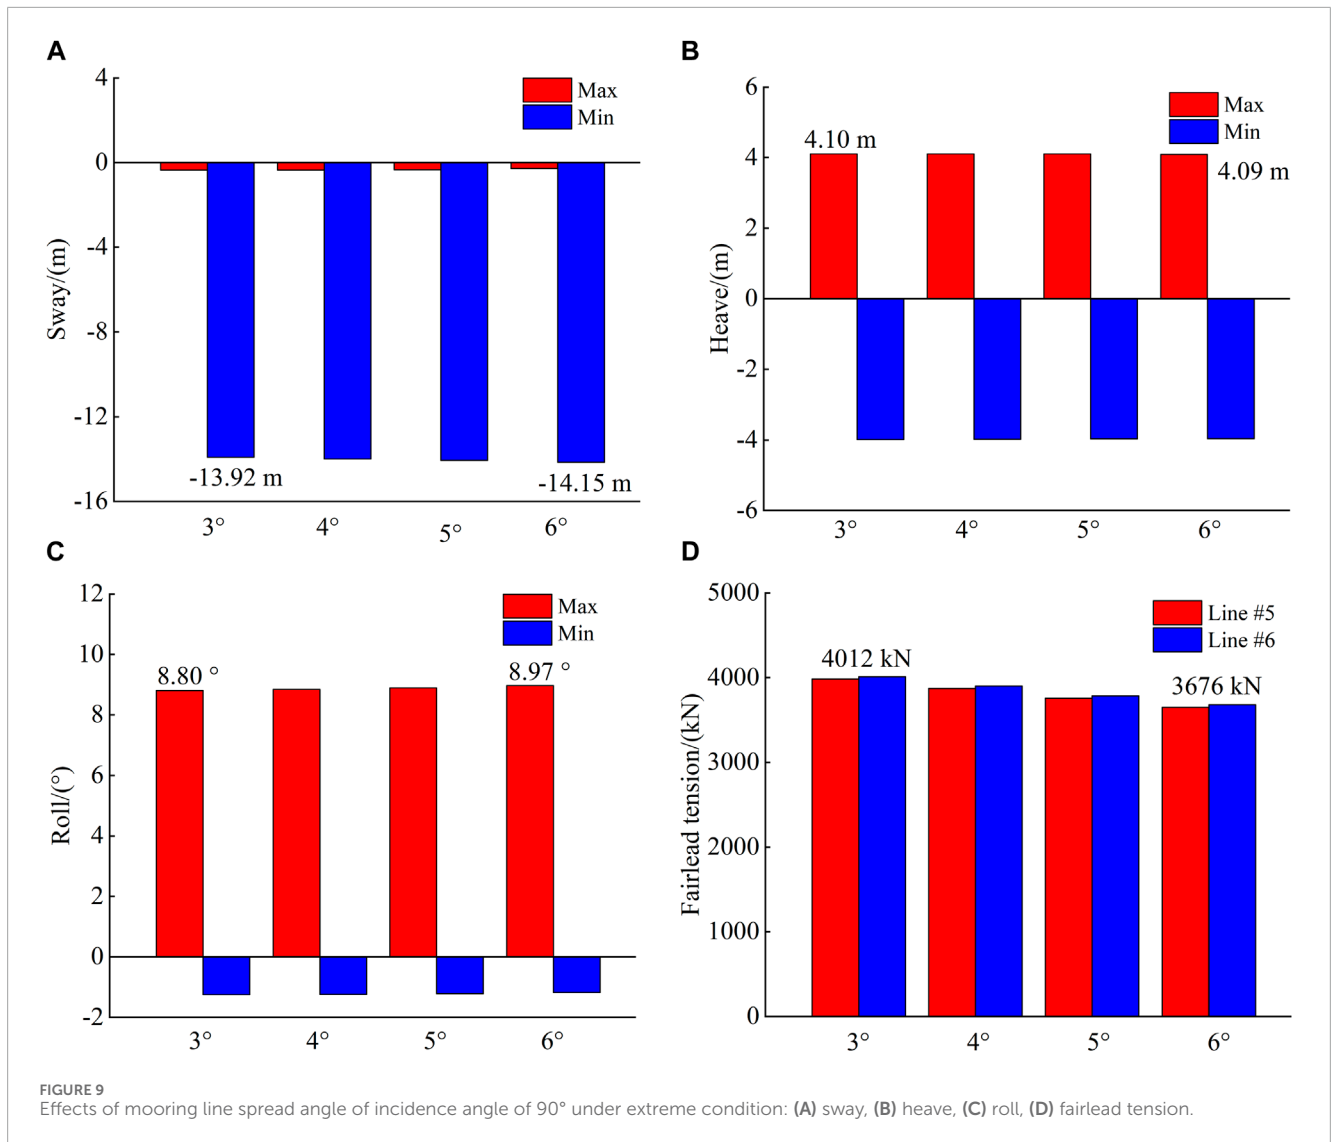 A
4
0
-4
-8
-12
-16
Sway/(m)
Max
Min
-13.92 m
-14.15 m
3°
4°
5°
6°
B
6
4
2
0
-2
-4
-6
Heave/(m)
Max
Min
4.10 m
4.09 m
3°
4°
5°
6°
C
12
10
8
6
4
2
0
-2
Roll/(°)
Max
Min
8.80 °
8.97 °
3°
4°
5°
6°
D
5000
4000
3000
2000
1000
0
Fairlead tension/(kN)
Line #5
Line #6
4012 kN
3676 kN
3°
4°
5°
6°
FIGURE 9
Effects of mooring line spread angle of incidence angle of 90° under extreme condition: (A) sway, (B) heave, (C) roll, (D) fairlead tension.